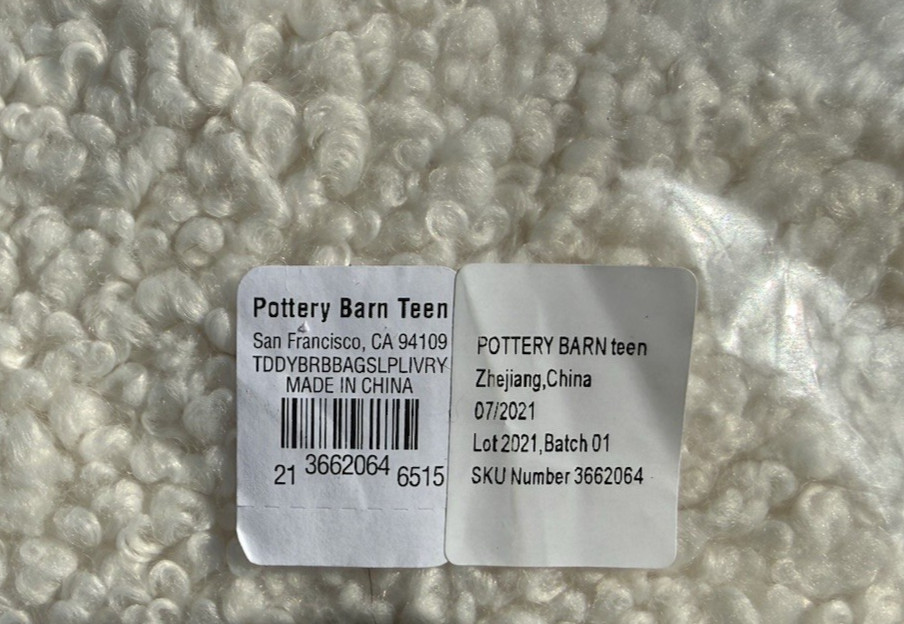 Pottery Barn Teen
San Francisco, CA 94109
TDDYBRBBAGSLPLIVRY
MADE IN CHINA
21 3662064 6515
POTTERY BARN teen
Zhejiang,China
07/2021
Lot 2021,Batch 01
SKU Number 3662064